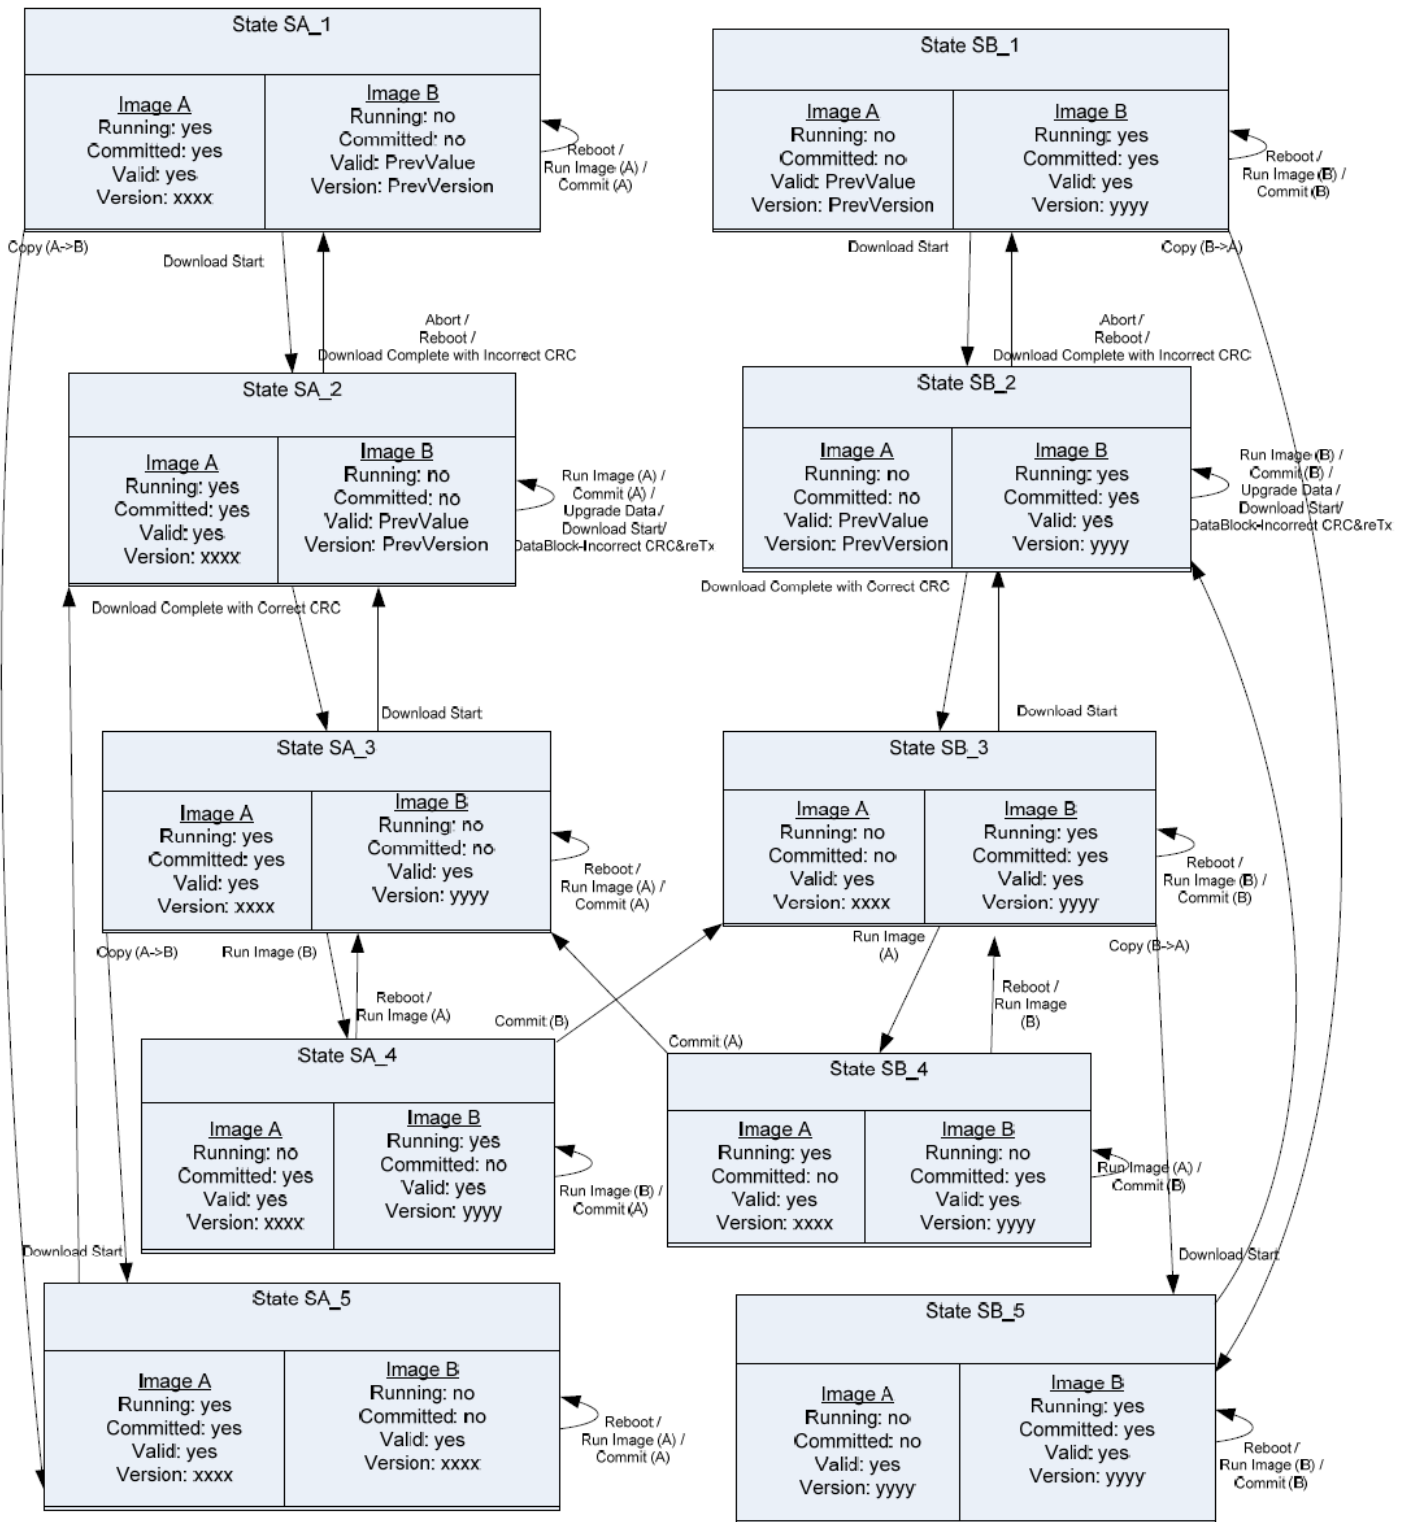 State SA_1
Image A
Running: yes
Committed: yes
Valid: yes
Version: xxxx
Image B
Running: no
Committed: no
Valid: PrevValue
Version: PrevVersion
Reboot /
Run Image (A) /
Commit (A)
State SB_1
Image A
Running: no
Committed: no
Valid: PrevValue
Version: PrevVersion
Image B
Running: yes
Committed: yes
Valid: yes
Version: yyyy
Reboot /
Run Image (B) /
Commit (B)
Copy (A->B)
Download Start
Abort /
Reboot /
Download Complete with Incorrect CRC
Download Start
Copy (B->A)
Abort /
Reboot /
Download Complete with Incorrect CRC
State SA_2
Image A
Running: yes
Committed: yes
Valid: yes
Version: xxxx
Image B
Running: no
Committed: no
Valid: PrevValue
Version: PrevVersion
Run Image (A) /
Commit (A) /
Upgrade Data /
Download Start/
DataBlock-Incorrect CRC&reTx
State SB_2
Image A
Running: no
Committed: no
Valid: PrevValue
Version: PrevVersion
Image B
Running: yes
Committed: yes
Valid: yes
Version: yyyy
Run Image (B) /
Commit (B) /
Upgrade Data /
Download Start/
DataBlock-Incorrect CRC&reTx
Download Complete with Correct CRC
Download Start
Download Complete with Correct CRC
Download Start
State SA_3
Image A
Running: yes
Committed: yes
Valid: yes
Version: xxxx
Image B
Running: no
Committed: no
Valid: yes
Version: yyyy
Reboot /
Run Image (A) /
Commit (A)
State SB_3
Image A
Running: no
Committed: no
Valid: yes
Version: xxxx
Image B
Running: yes
Committed: yes
Valid: yes
Version: yyyy
Reboot /
Run Image (B) /
Commit (B)
Copy (A->B)
Run Image (B)
Reboot /
Run Image (A)
Commit (B)
Commit (A)
Run Image
(A)
Reboot /
Run Image
(B)
Copy (B->A)
State SA_4
Image A
Running: no
Committed: yes
Valid: yes
Version: xxxx
Image B
Running: yes
Committed: no
Valid: yes
Version: yyyy
Run Image (B) /
Commit (A)
State SB_4
Image A
Running: yes
Committed: no
Valid: yes
Version: xxxx
Image B
Running: no
Committed: yes
Valid: yes
Version: yyyy
Run Image (A) /
Commit (B)
Download Start
Download Start
State SA_5
Image A
Running: yes
Committed: yes
Valid: yes
Version: xxxx
Image B
Running: no
Committed: no
Valid: yes
Version: xxxx
Reboot /
Run Image (A) /
Commit (A)
State SB_5
Image A
Running: no
Committed: no
Valid: yes
Version: yyyy
Image B
Running: yes
Committed: yes
Valid: yes
Version: yyyy
Reboot /
Run Image (B) /
Commit (B)